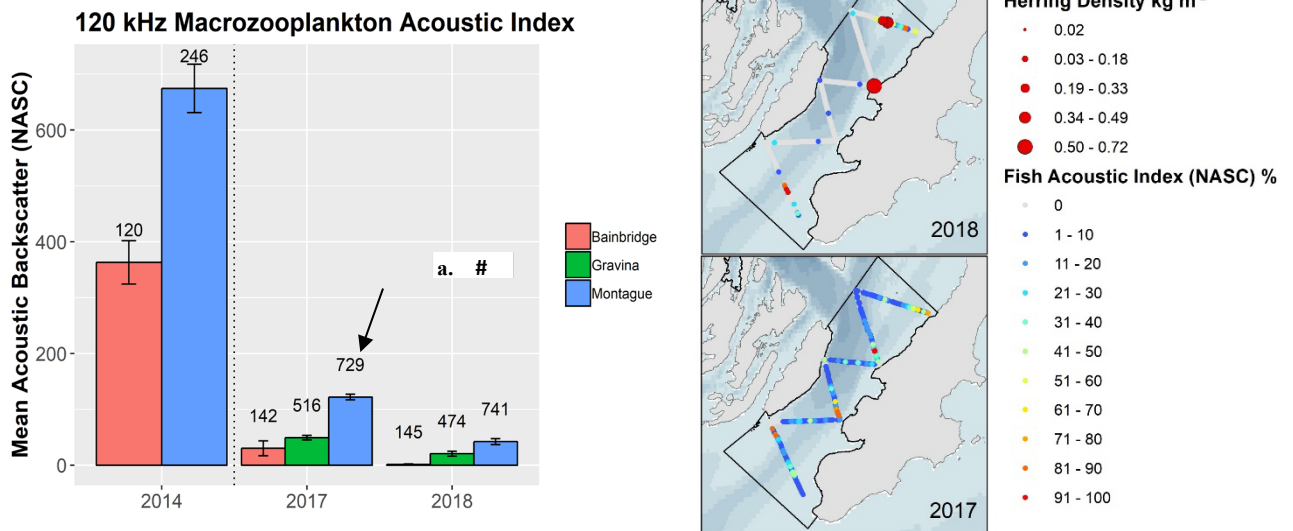 120 kHz Macrozooplankton Acoustic Index
Mean Acoustic Backscatter (NASC)
600
400
200
0
246
120
a. #
729
516
142
474
741
145
2014
2017
2018
Bainbridge
Gravina
Montague
2018
2017
Herring Density kg m
0.02
0.03 - 0.18
0.19 - 0.33
0.34 - 0.49
0.50 - 0.72
Fish Acoustic Index (NASC) %
0
1 - 10
11 - 20
21 - 30
31 - 40
41 - 50
51 - 60
61 - 70
71 - 80
81 - 90
91 - 100